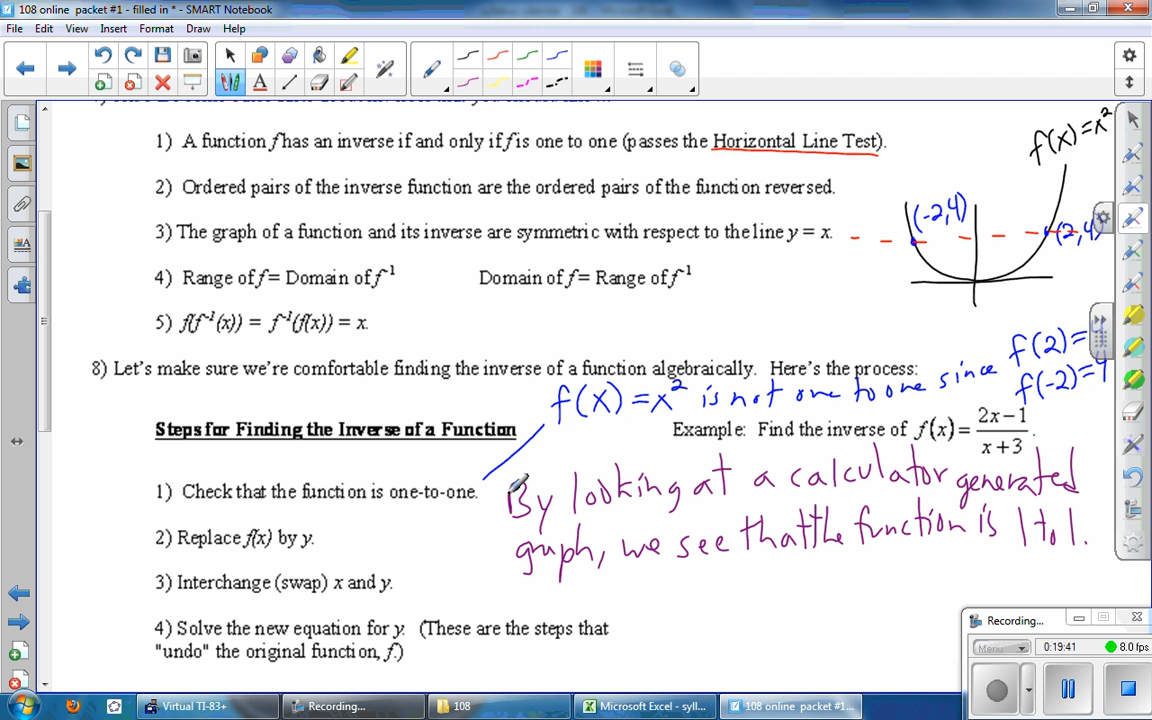 108 online packet #1 - filled in * - SMART Notebook
File Edit View Insert Format Draw Help
1) A function f has an inverse if and only if f is one to one (passes the Horizontal Line Test).
2) Ordered pairs of the inverse function are the ordered pairs of the function reversed.
3) The graph of a function and its inverse are symmetric with respect to the line y = x.
4) Range of f = Domain of f⁻¹ Domain of f = Range of f⁻¹
5) f(f⁻¹(x)) = f⁻¹(f(x)) = x.
f(x)=x²
(-2,4)
(2,4)
8) Let's make sure we're comfortable finding the inverse of a function algebraically. Here's the process:
f(x)=x² is not one to one since
f(2)=
f(-2)=4
Steps for Finding the Inverse of a Function
Example: Find the inverse of f(x) = (2x-1)/(x+3).
1) Check that the function is one-to-one.
By looking at a calculator generated
graph, we see that the function is 1 to 1.
2) Replace f(x) by y.
3) Interchange (swap) x and y.
4) Solve the new equation for y. (These are the steps that
"undo" the original function, f.)
Recording...
Menu
0:19:41
8.0 fps
Virtual TI-83+
Recording...
108
Microsoft Excel - syll...
108 online packet #1...